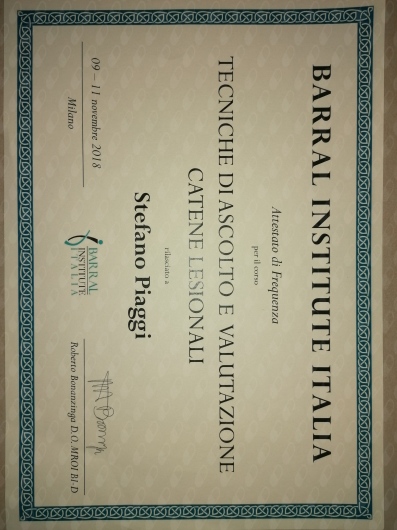 BARRAL INSTITUTE ITALIA
Attestato di Frequenza
per il corso
TECNICHE DI ASCOLTO E VALUTAZIONE
CATENE LESIONALI
rilasciato a
Stefano Piaggi
09 – 11 novembre 2018
Milano
BARRAL
INSTITUTE
ITALIA
Roberto Bonanzinga D.O. MROI BI-D